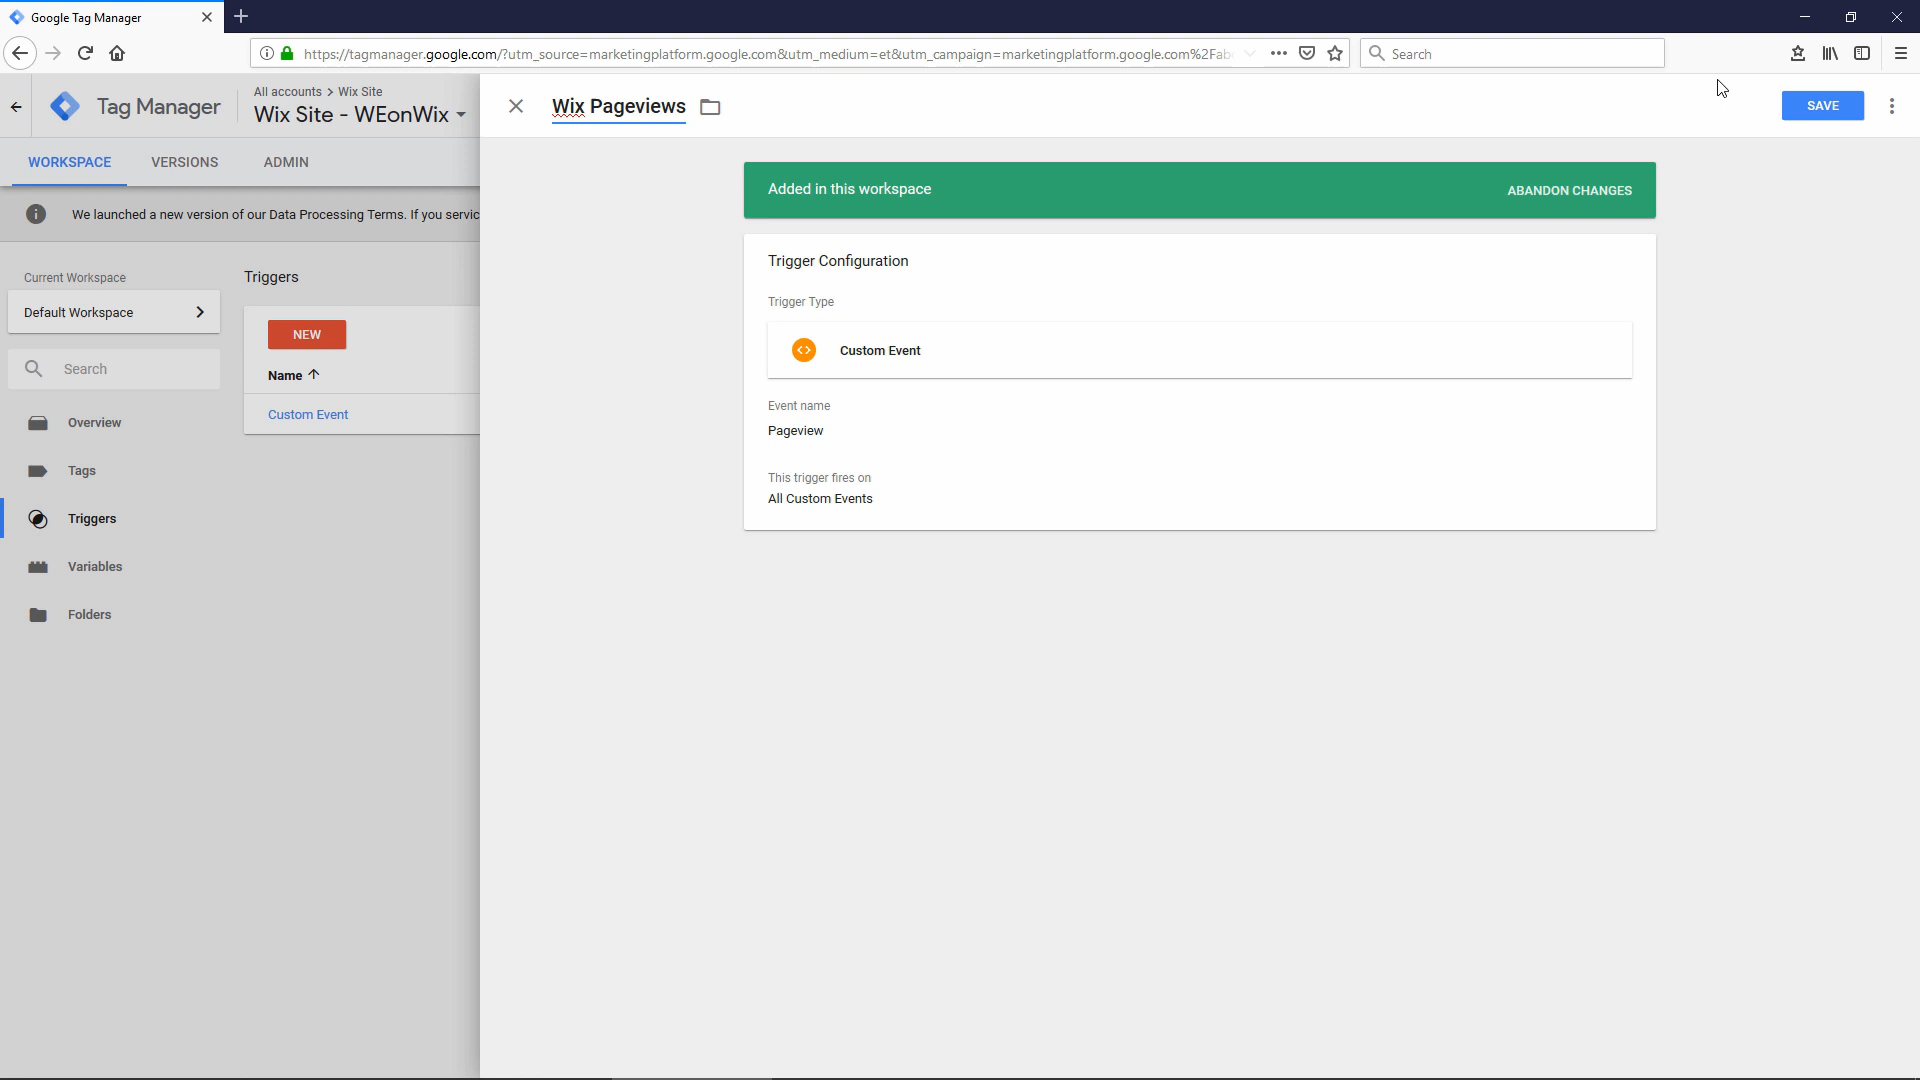 Google Tag Manager
https://tagmanager.google.com/?utm_source=marketingplatform.google.com&utm_medium=et&utm_campaign=marketingplatform.google.com%2Fab
Search
Tag Manager
All accounts > Wix Site
Wix Site - WEonWix
Wix Pageviews
SAVE
WORKSPACE
VERSIONS
ADMIN
We launched a new version of our Data Processing Terms. If you servic
Added in this workspace
ABANDON CHANGES
Current Workspace
Default Workspace
Search
Overview
Tags
Triggers
Variables
Folders
Triggers
NEW
Name
Custom Event
Trigger Configuration
Trigger Type
Custom Event
Event name
Pageview
This trigger fires on
All Custom Events